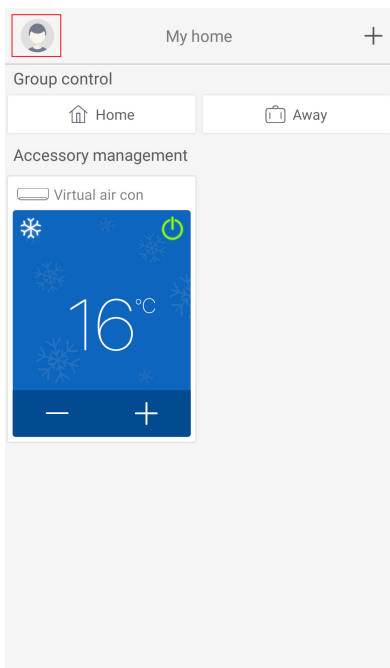 My home
Group control
Home
Away
Accessory management
Virtual air con
16°C